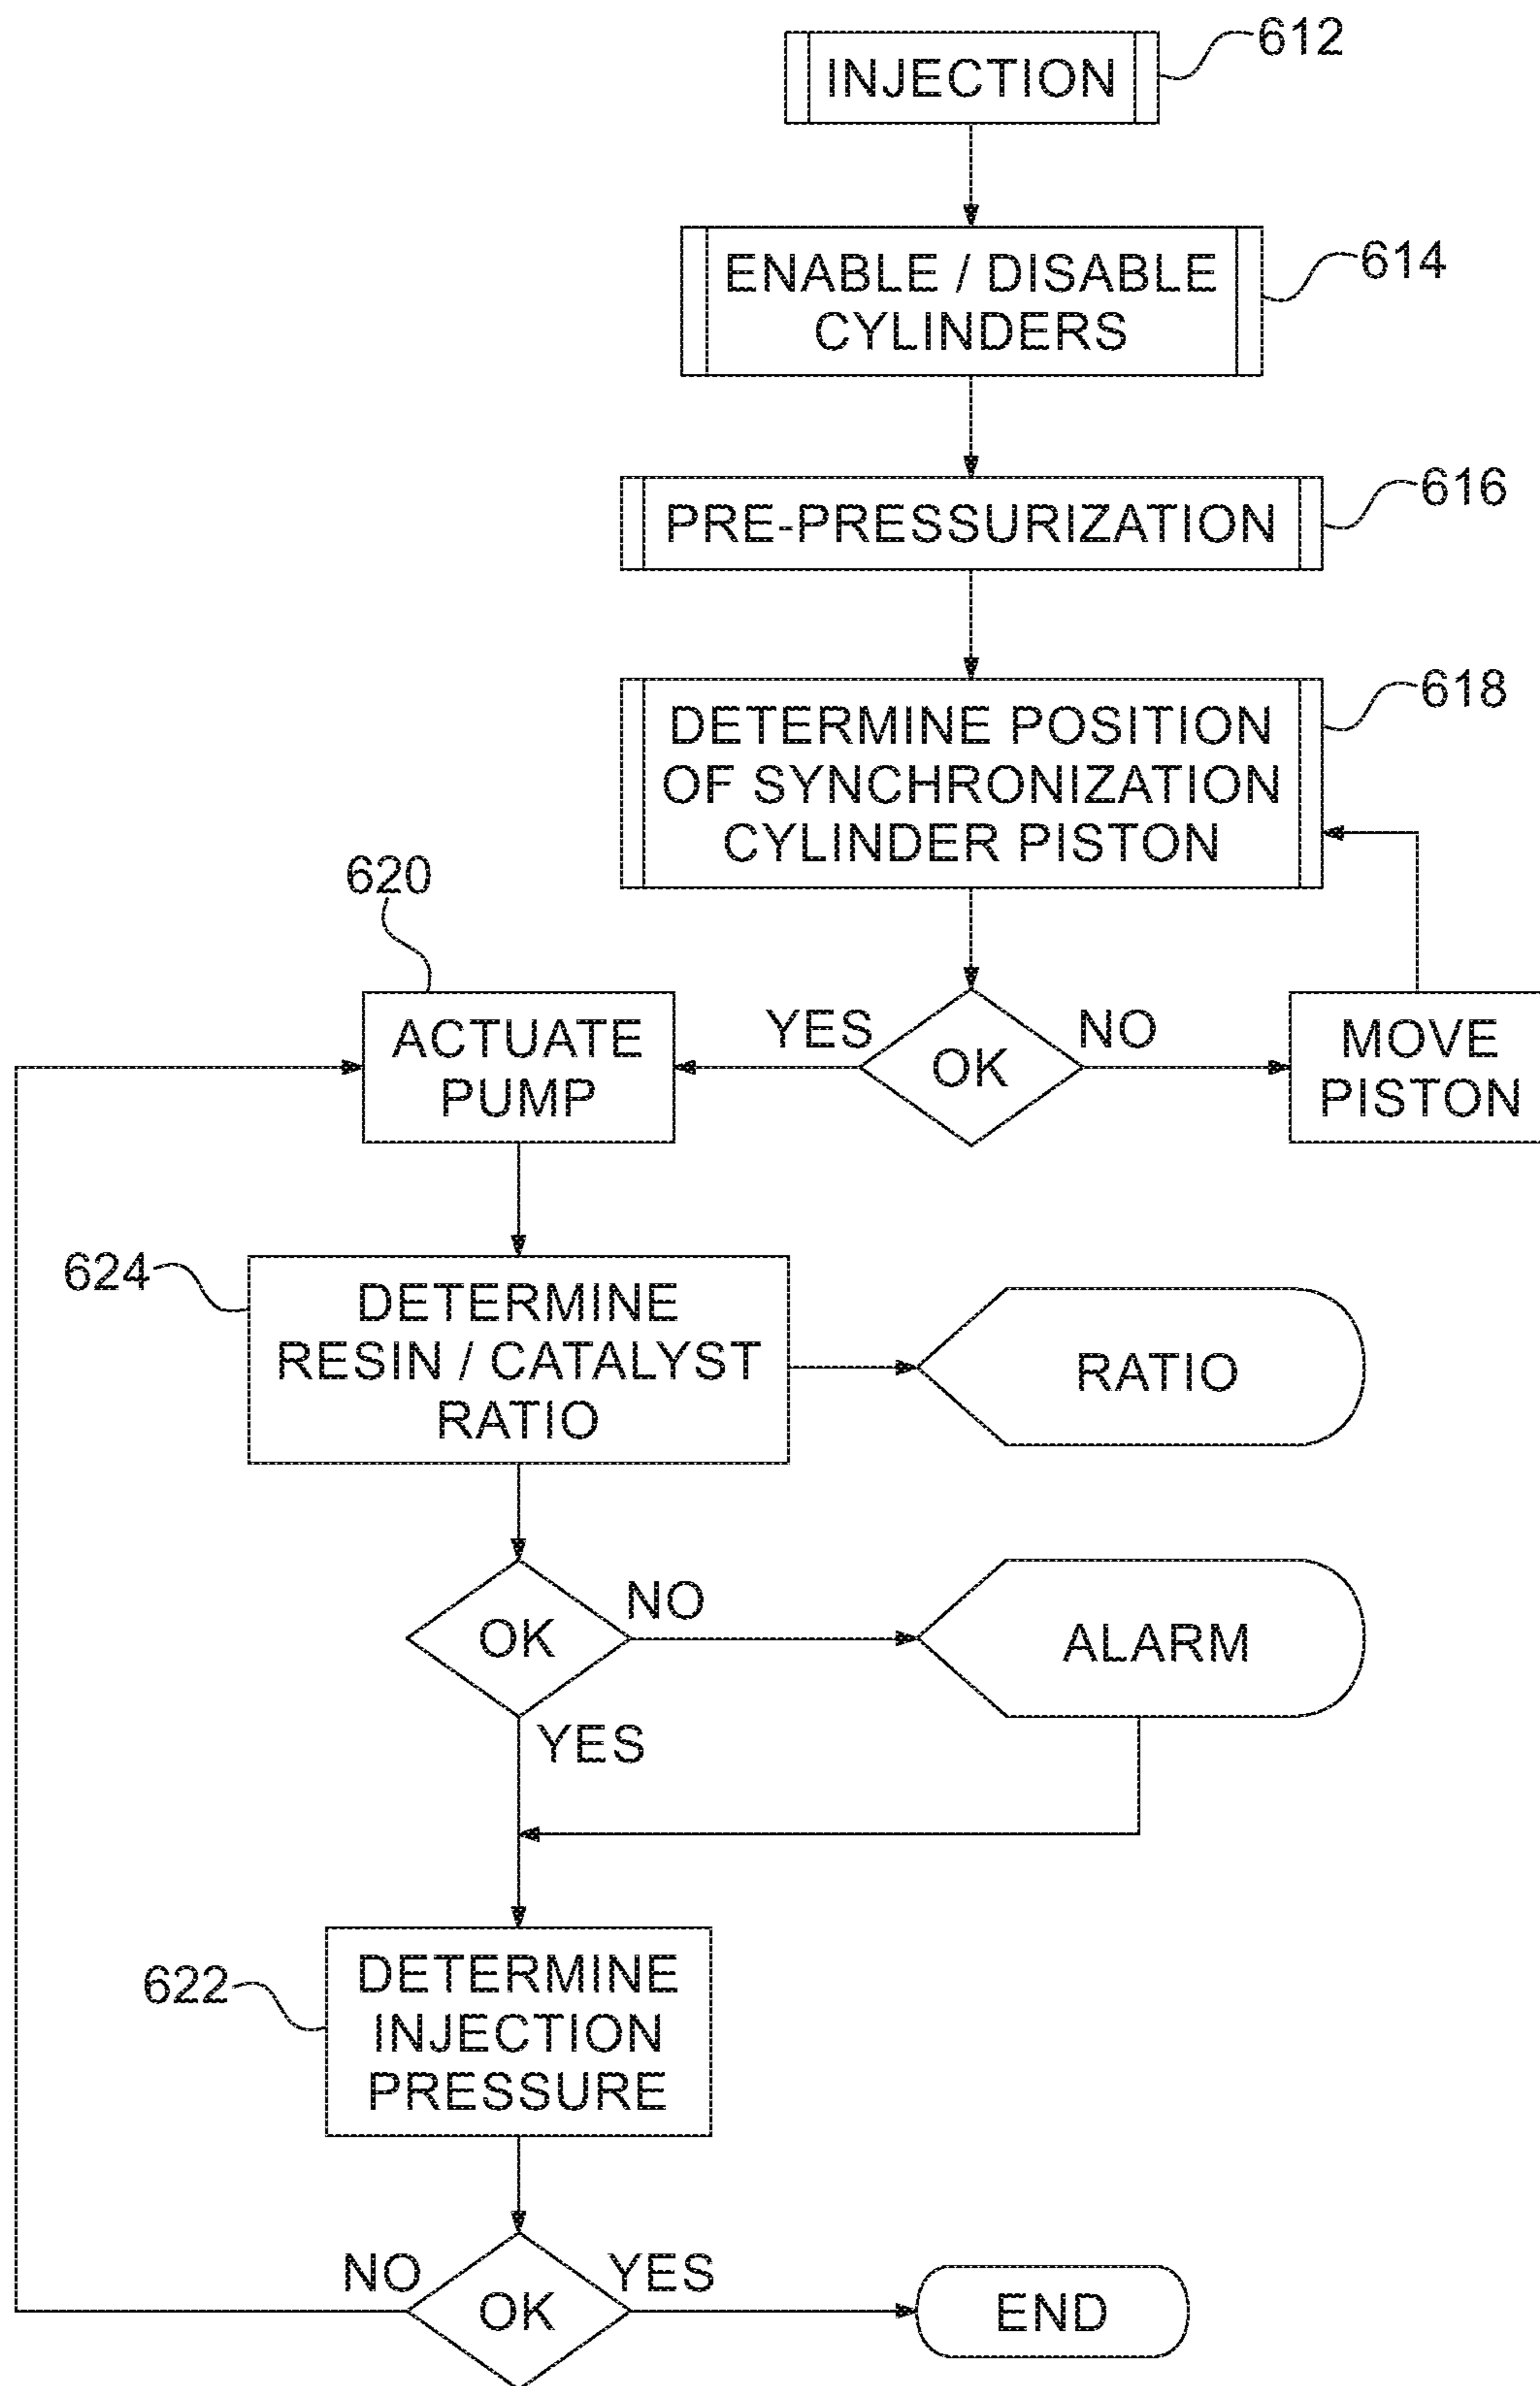 INJECTION
612
ENABLE / DISABLE
CYLINDERS
614
PRE-PRESSURIZATION
616
DETERMINE POSITION
OF SYNCHRONIZATION
CYLINDER PISTON
618
620
ACTUATE
PUMP
YES
OK
NO
MOVE
PISTON
624
DETERMINE
RESIN / CATALYST
RATIO
RATIO
OK
NO
ALARM
YES
622
DETERMINE
INJECTION
PRESSURE
NO
OK
YES
END